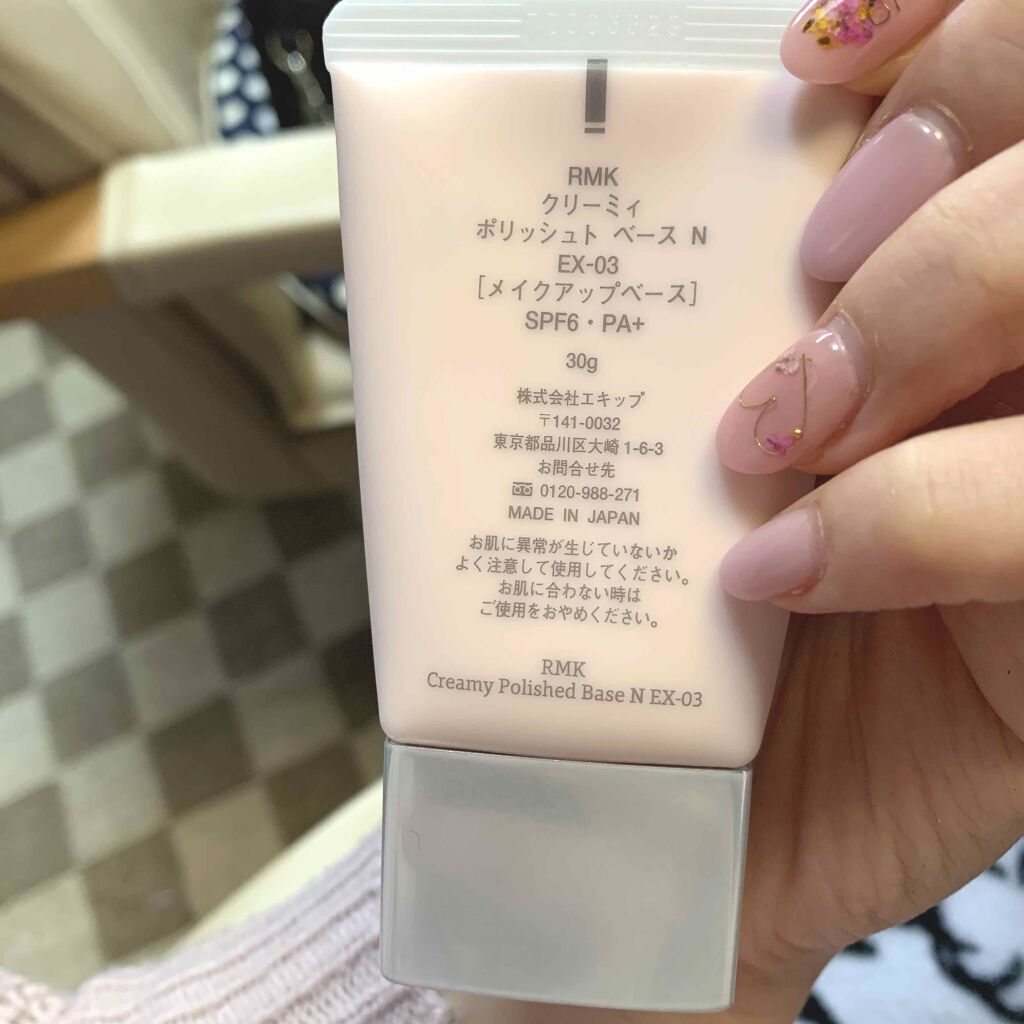 RMK
クリーミィ
ポリッシュト ベース N
EX-03
[メイクアップベース]
SPF6・PA+
30g
株式会社エキップ
〒141-0032
東京都品川区大崎1-6-3
お問合せ先
0120-988-271
MADE IN JAPAN
お肌に異常が生じていないか
よく注意して使用してください。
お肌に合わない時は
ご使用をおやめください。
RMK
Creamy Polished Base N EX-03